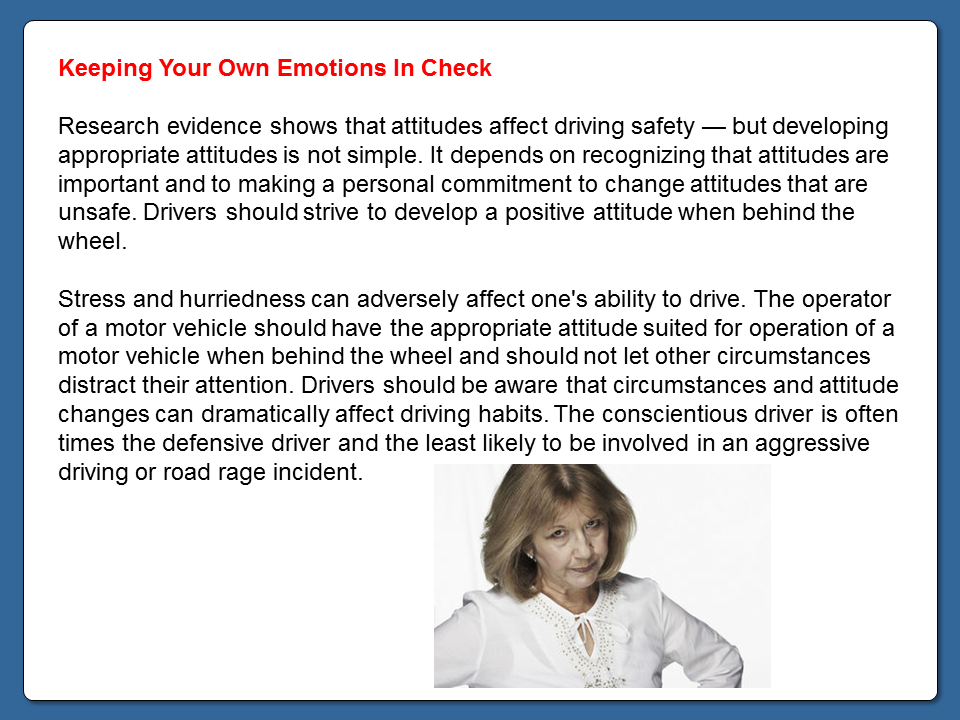 Keeping Your Own Emotions In Check
Research evidence shows that attitudes affect driving safety — but developing
appropriate attitudes is not simple. It depends on recognizing that attitudes are
important and to making a personal commitment to change attitudes that are
unsafe. Drivers should strive to develop a positive attitude when behind the
wheel.
Stress and hurriedness can adversely affect one's ability to drive. The operator
of a motor vehicle should have the appropriate attitude suited for operation of a
motor vehicle when behind the wheel and should not let other circumstances
distract their attention. Drivers should be aware that circumstances and attitude
changes can dramatically affect driving habits. The conscientious driver is often
times the defensive driver and the least likely to be involved in an aggressive
driving or road rage incident.